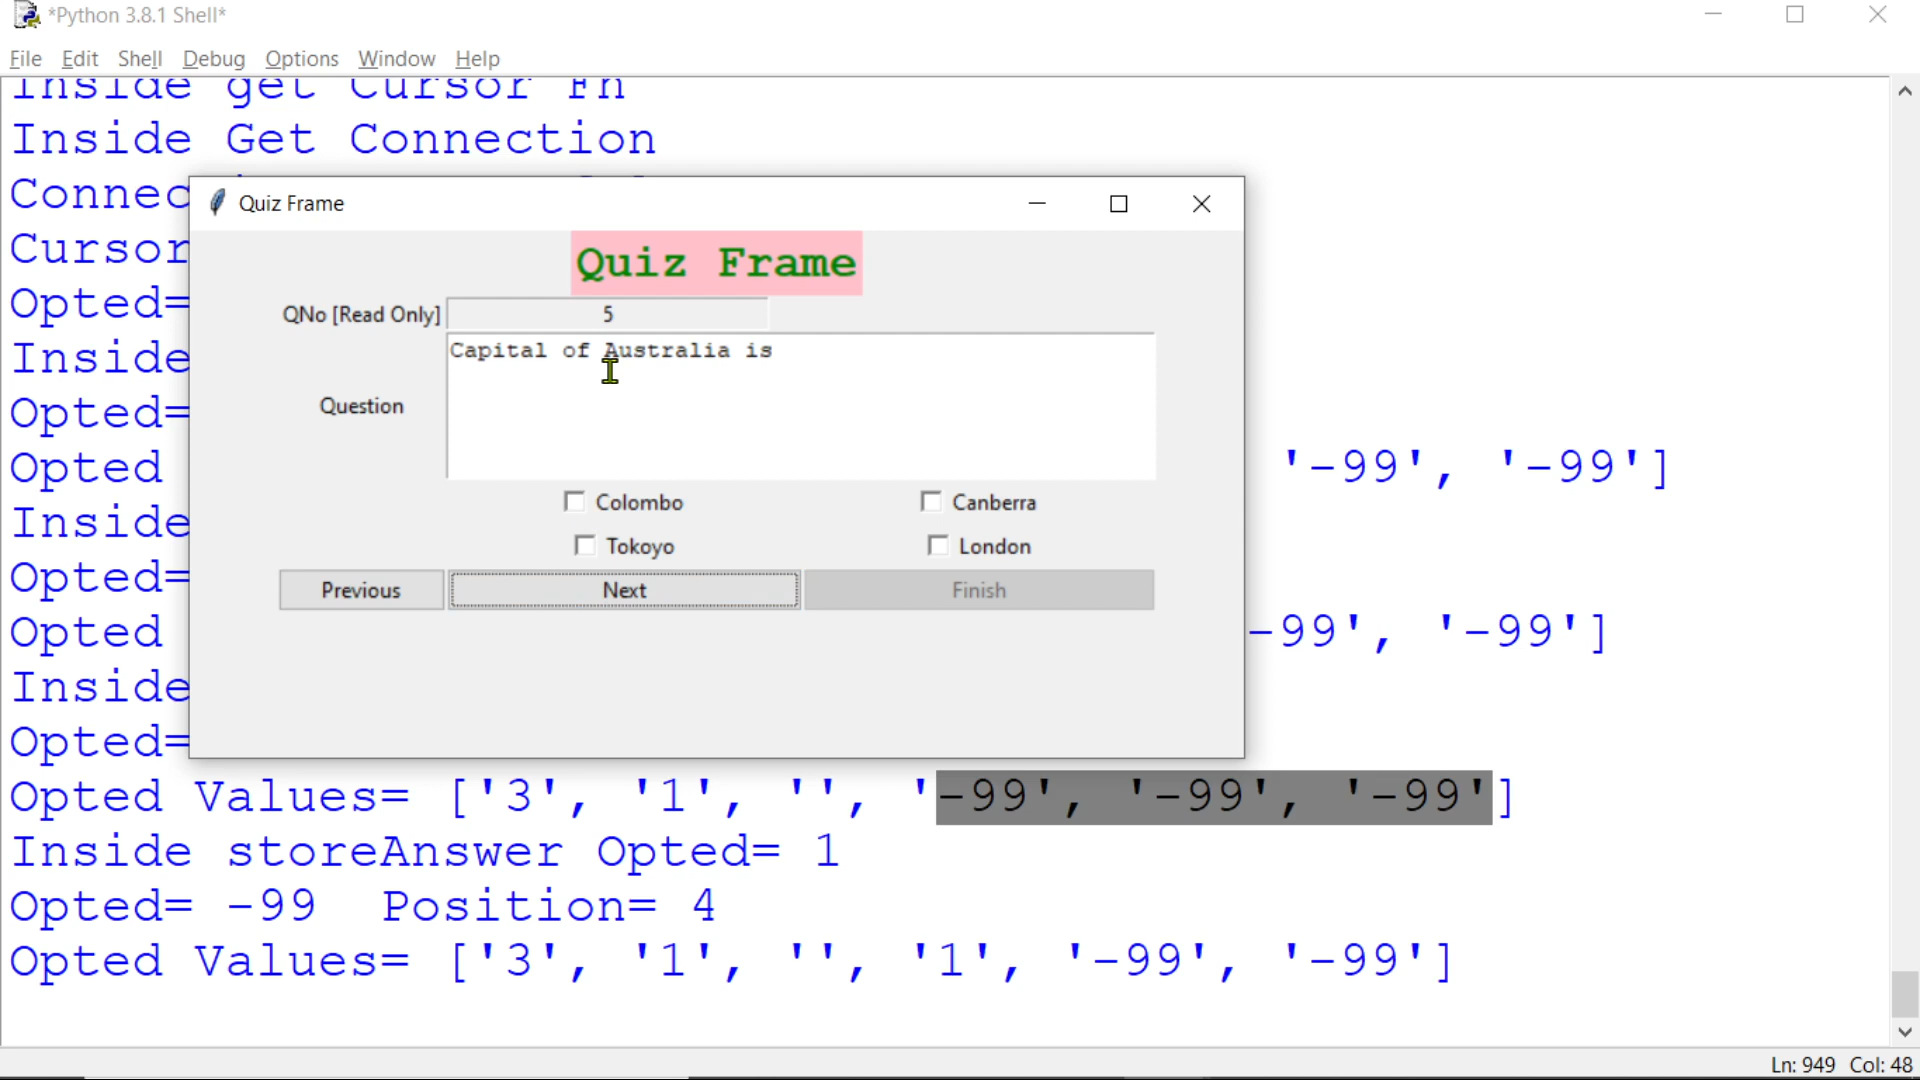 *Python 3.8.1 Shell*
File Edit Shell Debug Options Window Help
Inside get Cursor Fn
Inside Get Connection
Connec
Cursor
Opted=
Inside
Opted=
Opted '-99', '-99']
Inside
Opted=
Opted -99', '-99']
Inside
Opted=
Opted Values= ['3', '1', '', '-99', '-99', '-99']
Inside storeAnswer Opted= 1
Opted= -99 Position= 4
Opted Values= ['3', '1', '', '1', '-99', '-99']
Quiz Frame
Quiz Frame
QNo [Read Only] 5
Question
Capital of Australia is
Colombo Canberra
Tokoyo London
Previous Next Finish
Ln: 949 Col: 48